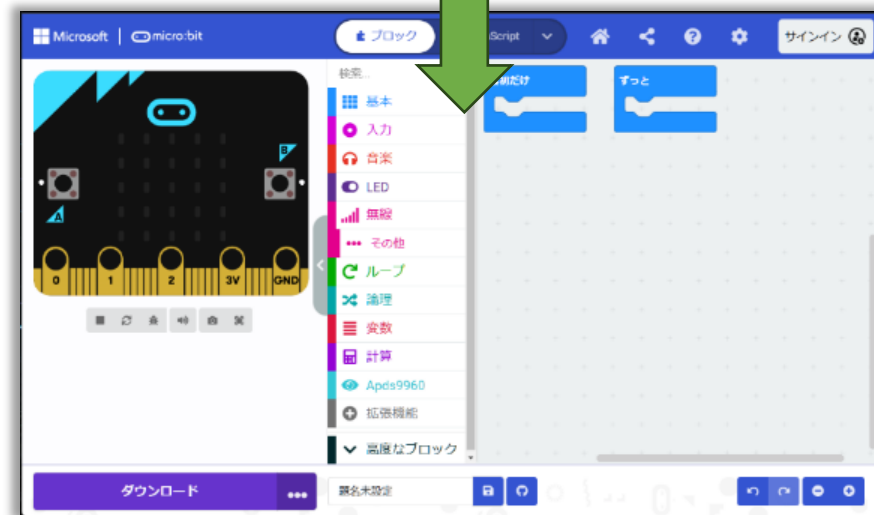 Microsoft | micro:bit
ブロック
Script
サインイン
検索...
基本
入力
音楽
LED
無線
その他
ループ
論理
変数
計算
Apds9960
拡張機能
高度なブロック
初だけ
ずっと
A
B
0 1 2 3V GND
ダウンロード
題名未設定